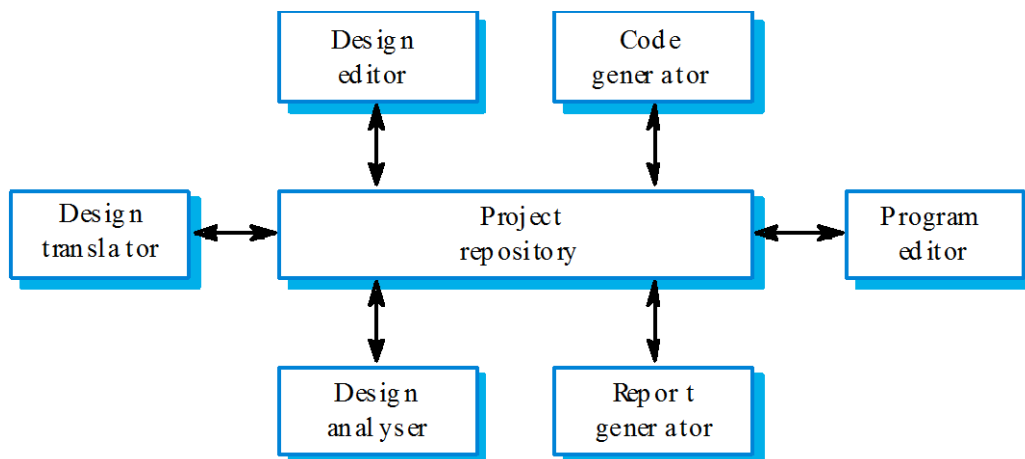 Design
editor
Code
generator
Design
translator
Project
repository
Program
editor
Design
analyser
Report
generator